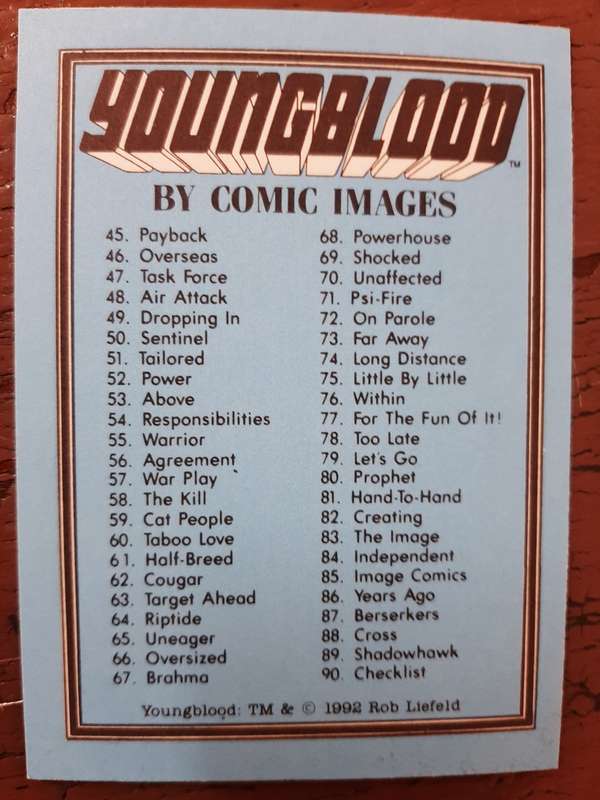 YOUNGBLOOD™
BY COMIC IMAGES
45. Payback
46. Overseas
47. Task Force
48. Air Attack
49. Dropping In
50. Sentinel
51. Tailored
52. Power
53. Above
54. Responsibilities
55. Warrior
56. Agreement
57. War Play
58. The Kill
59. Cat People
60. Taboo Love
61. Half-Breed
62. Cougar
63. Target Ahead
64. Riptide
65. Uneager
66. Oversized
67. Brahma
68. Powerhouse
69. Shocked
70. Unaffected
71. Psi-Fire
72. On Parole
73. Far Away
74. Long Distance
75. Little By Little
76. Within
77. For The Fun Of It!
78. Too Late
79. Let's Go
80. Prophet
81. Hand-To-Hand
82. Creating
83. The Image
84. Independent
85. Image Comics
86. Years Ago
87. Berserkers
88. Cross
89. Shadowhawk
90. Checklist
Youngblood: TM & © 1992 Rob Liefeld